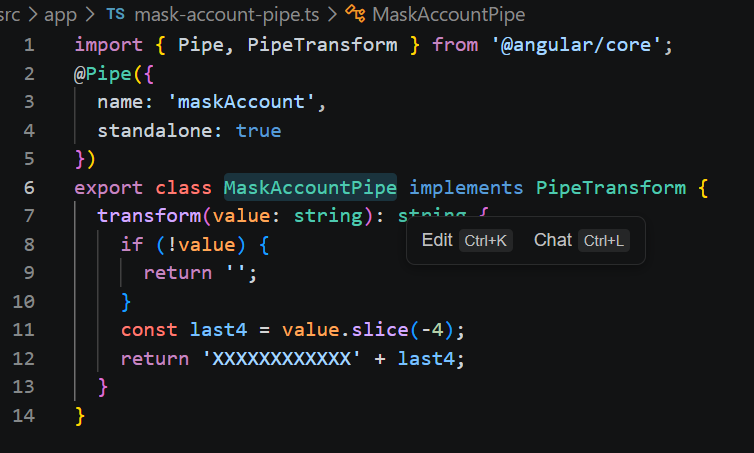 src > app > TS mask-account-pipe.ts > MaskAccountPipe
1 import { Pipe, PipeTransform } from '@angular/core';
2 @Pipe({
3 name: 'maskAccount',
4 standalone: true
5 })
6 export class MaskAccountPipe implements PipeTransform {
7 transform(value: string): string {
Edit Ctrl+K Chat Ctrl+L
8 if (!value) {
9 return '';
10 }
11 const last4 = value.slice(-4);
12 return 'XXXXXXXXXXXX' + last4;
13 }
14 }